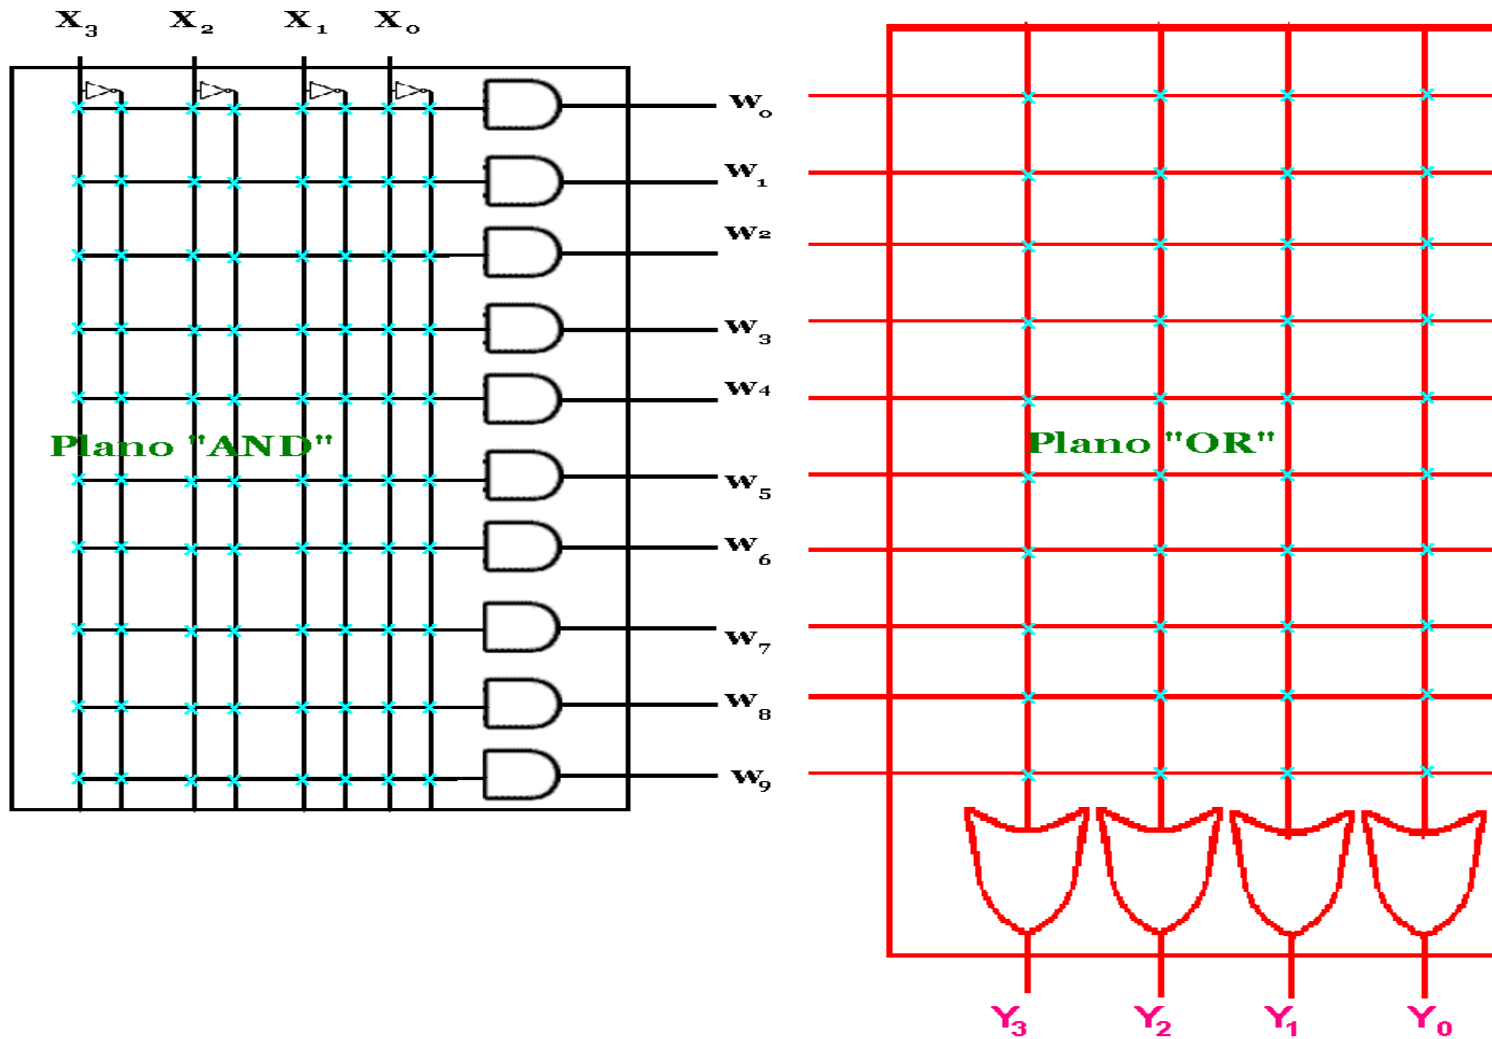 X₃ X₂ X₁ X₀
W₀
W₁
W₂
W₃
W₄
Plano "AND" Plano "OR"
W₅
W₆
W₇
W₈
W₉
Y₃ Y₂ Y₁ Y₀